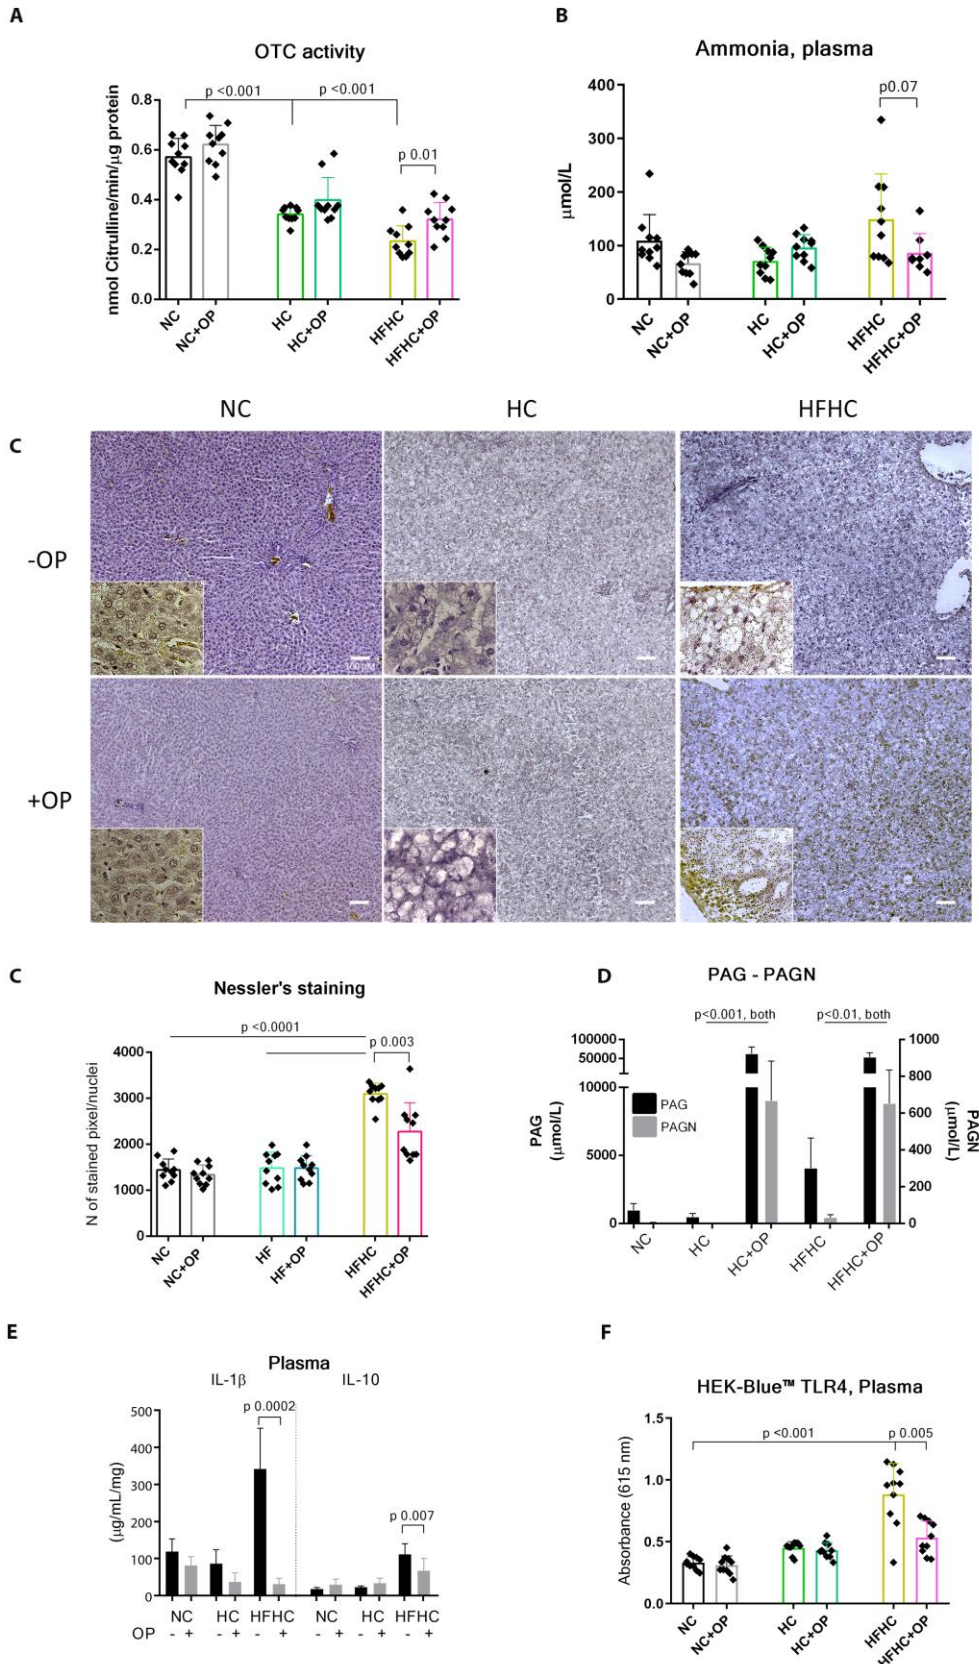 A
OTC activity
p <0.001
p <0.001
p 0.01
nmol Citrulline/min/µg protein
0.8
0.6
0.4
0.2
0.0
NC
NC+OP
HC
HC+OP
HFHC
HFHC+OP
B
Ammonia, plasma
p0.07
µmol/L
400
300
200
100
0
NC
NC+OP
HC
HC+OP
HFHC
HFHC+OP
NC
HC
HFHC
C
-OP
100 µM
+OP
C
Nessler's staining
p <0.0001
p 0.003
N of stained pixel/nuclei
4000
3000
2000
1000
0
NC
NC+OP
HF
HF+OP
HFHC
HFHC+OP
D
PAG - PAGN
p<0.001, both
p<0.01, both
PAG
(µmol/L)
100000
50000
10000
5000
0
PAG
PAGN
1000
800
600
400
200
0
PAGN
(µmol/L)
NC
HC
HC+OP
HFHC
HFHC+OP
E
Plasma
IL-1β
IL-10
p 0.0002
p 0.007
(µg/mL/mg)
500
400
300
200
100
0
NC HC HFHC NC HC HFHC
OP - + - + - + - + - + - +
F
HEK-Blue™ TLR4, Plasma
p <0.001
p 0.005
Absorbance (615 nm)
1.5
1.0
0.5
0.0
NC
NC+OP
HC
HC+OP
HFHC
HFHC+OP